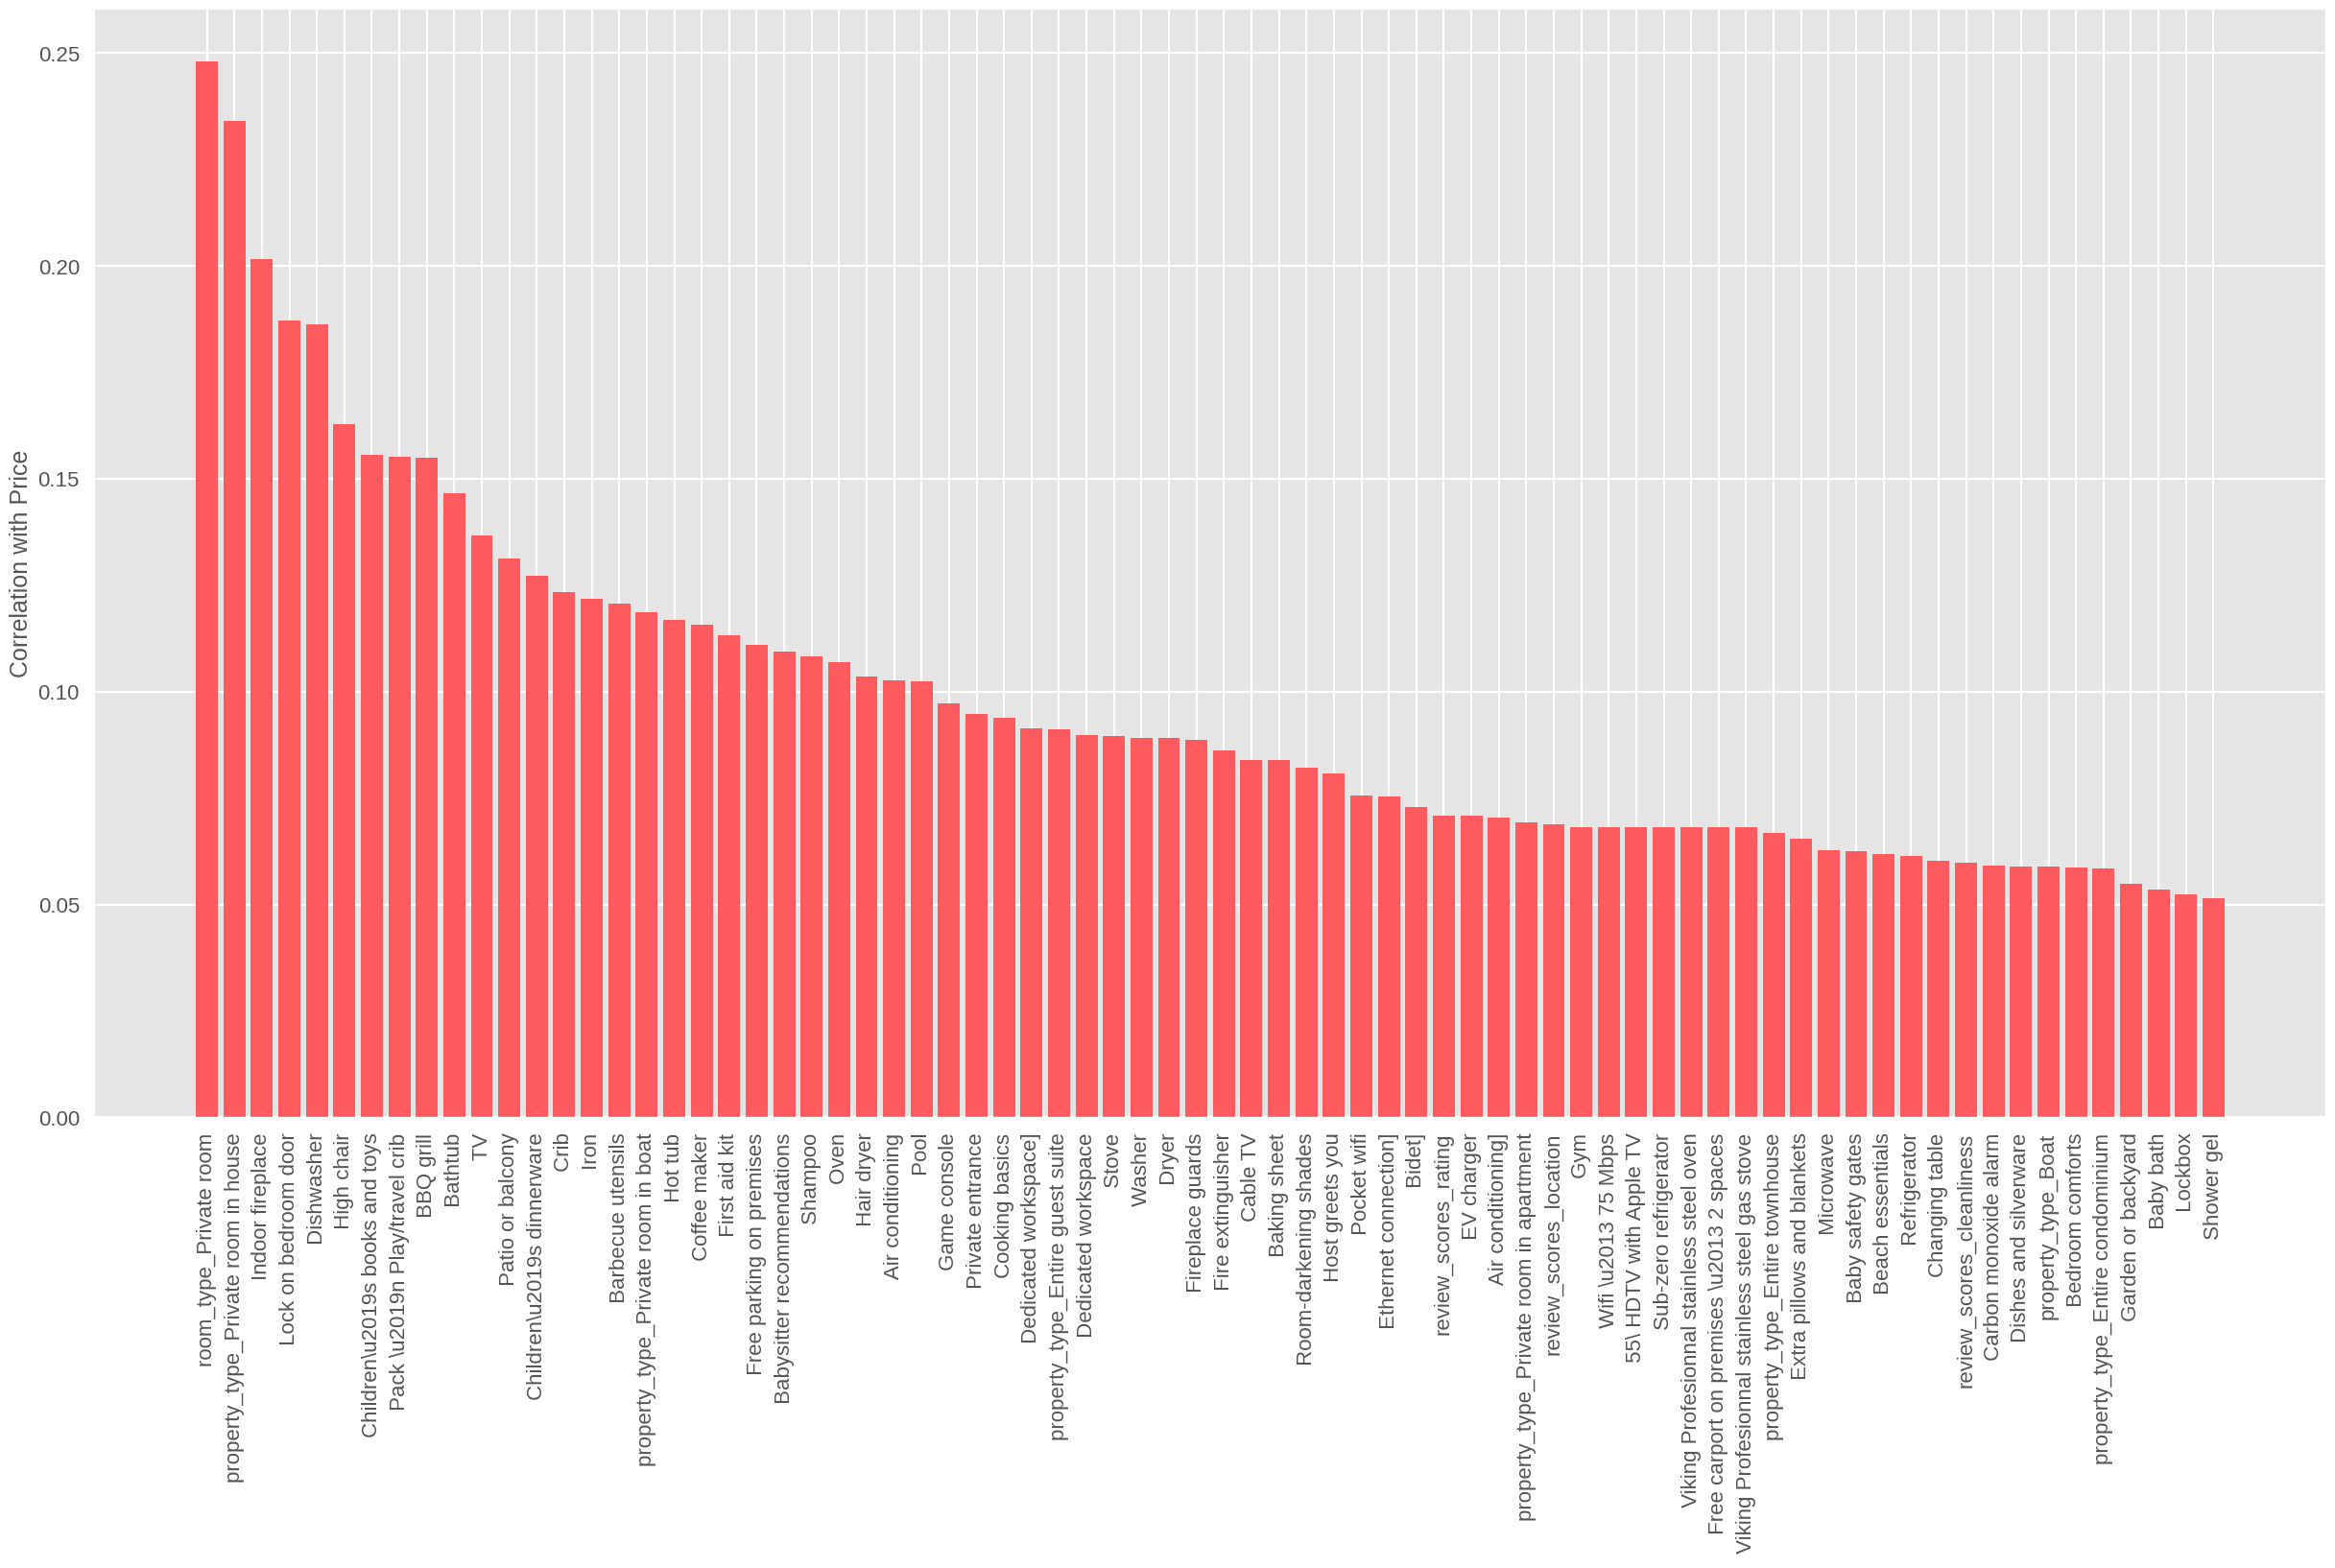 0.25
0.20
0.15
0.10
0.05
0.00
Correlation with Price
room_type_Private room
property_type_Private room in house
Indoor fireplace
Lock on bedroom door
Dishwasher
High chair
Children\u2019s books and toys
Pack \u2019n Play/travel crib
BBQ grill
Bathtub
TV
Patio or balcony
Children\u2019s dinnerware
Crib
Iron
Barbecue utensils
property_type_Private room in boat
Hot tub
Coffee maker
First aid kit
Free parking on premises
Babysitter recommendations
Shampoo
Oven
Hair dryer
Air conditioning
Pool
Game console
Private entrance
Cooking basics
Dedicated workspace]
property_type_Entire guest suite
Dedicated workspace
Stove
Washer
Dryer
Fireplace guards
Fire extinguisher
Cable TV
Baking sheet
Room-darkening shades
Host greets you
Pocket wifi
Ethernet connection]
Bidet]
review_scores_rating
EV charger
Air conditioning]
property_type_Private room in apartment
review_scores_location
Gym
Wifi \u2013 75 Mbps
55\ HDTV with Apple TV
Sub-zero refrigerator
Viking Profesionnal stainless steel oven
Free carport on premises \u2013 2 spaces
Viking Profesionnal stainless steel gas stove
property_type_Entire townhouse
Extra pillows and blankets
Microwave
Baby safety gates
Beach essentials
Refrigerator
Changing table
review_scores_cleanliness
Carbon monoxide alarm
Dishes and silverware
property_type_Boat
Bedroom comforts
property_type_Entire condominium
Garden or backyard
Baby bath
Lockbox
Shower gel